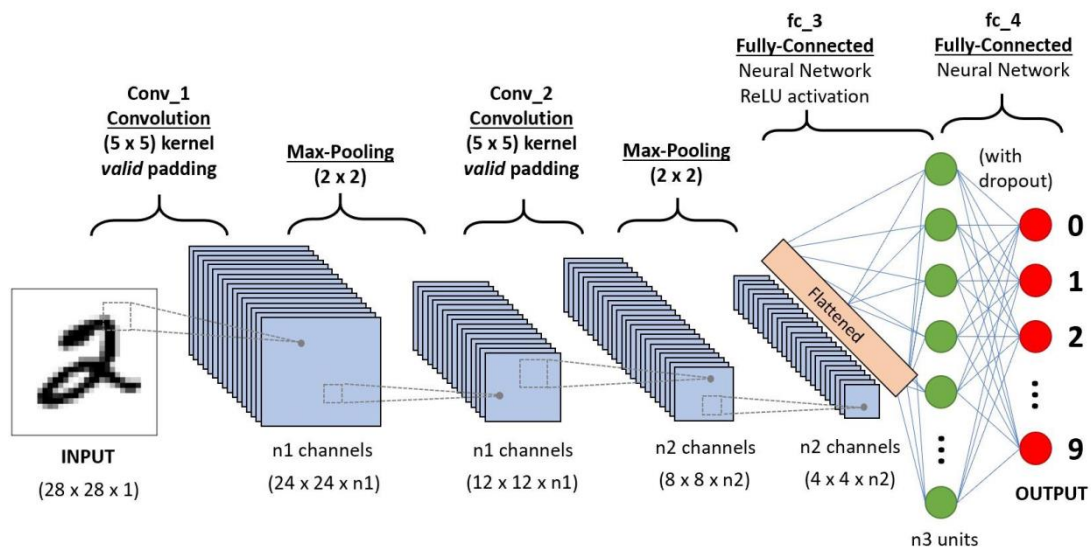 fc_3
Fully-Connected
Neural Network
ReLU activation
fc_4
Fully-Connected
Neural Network
Conv_1
Convolution
(5 x 5) kernel
valid padding
Max-Pooling
(2 x 2)
Conv_2
Convolution
(5 x 5) kernel
valid padding
Max-Pooling
(2 x 2)
(with
dropout)
Flattened
0
1
2
9
2
INPUT
(28 x 28 x 1)
n1 channels
(24 x 24 x n1)
n1 channels
(12 x 12 x n1)
n2 channels
(8 x 8 x n2)
n2 channels
(4 x 4 x n2)
n3 units
OUTPUT